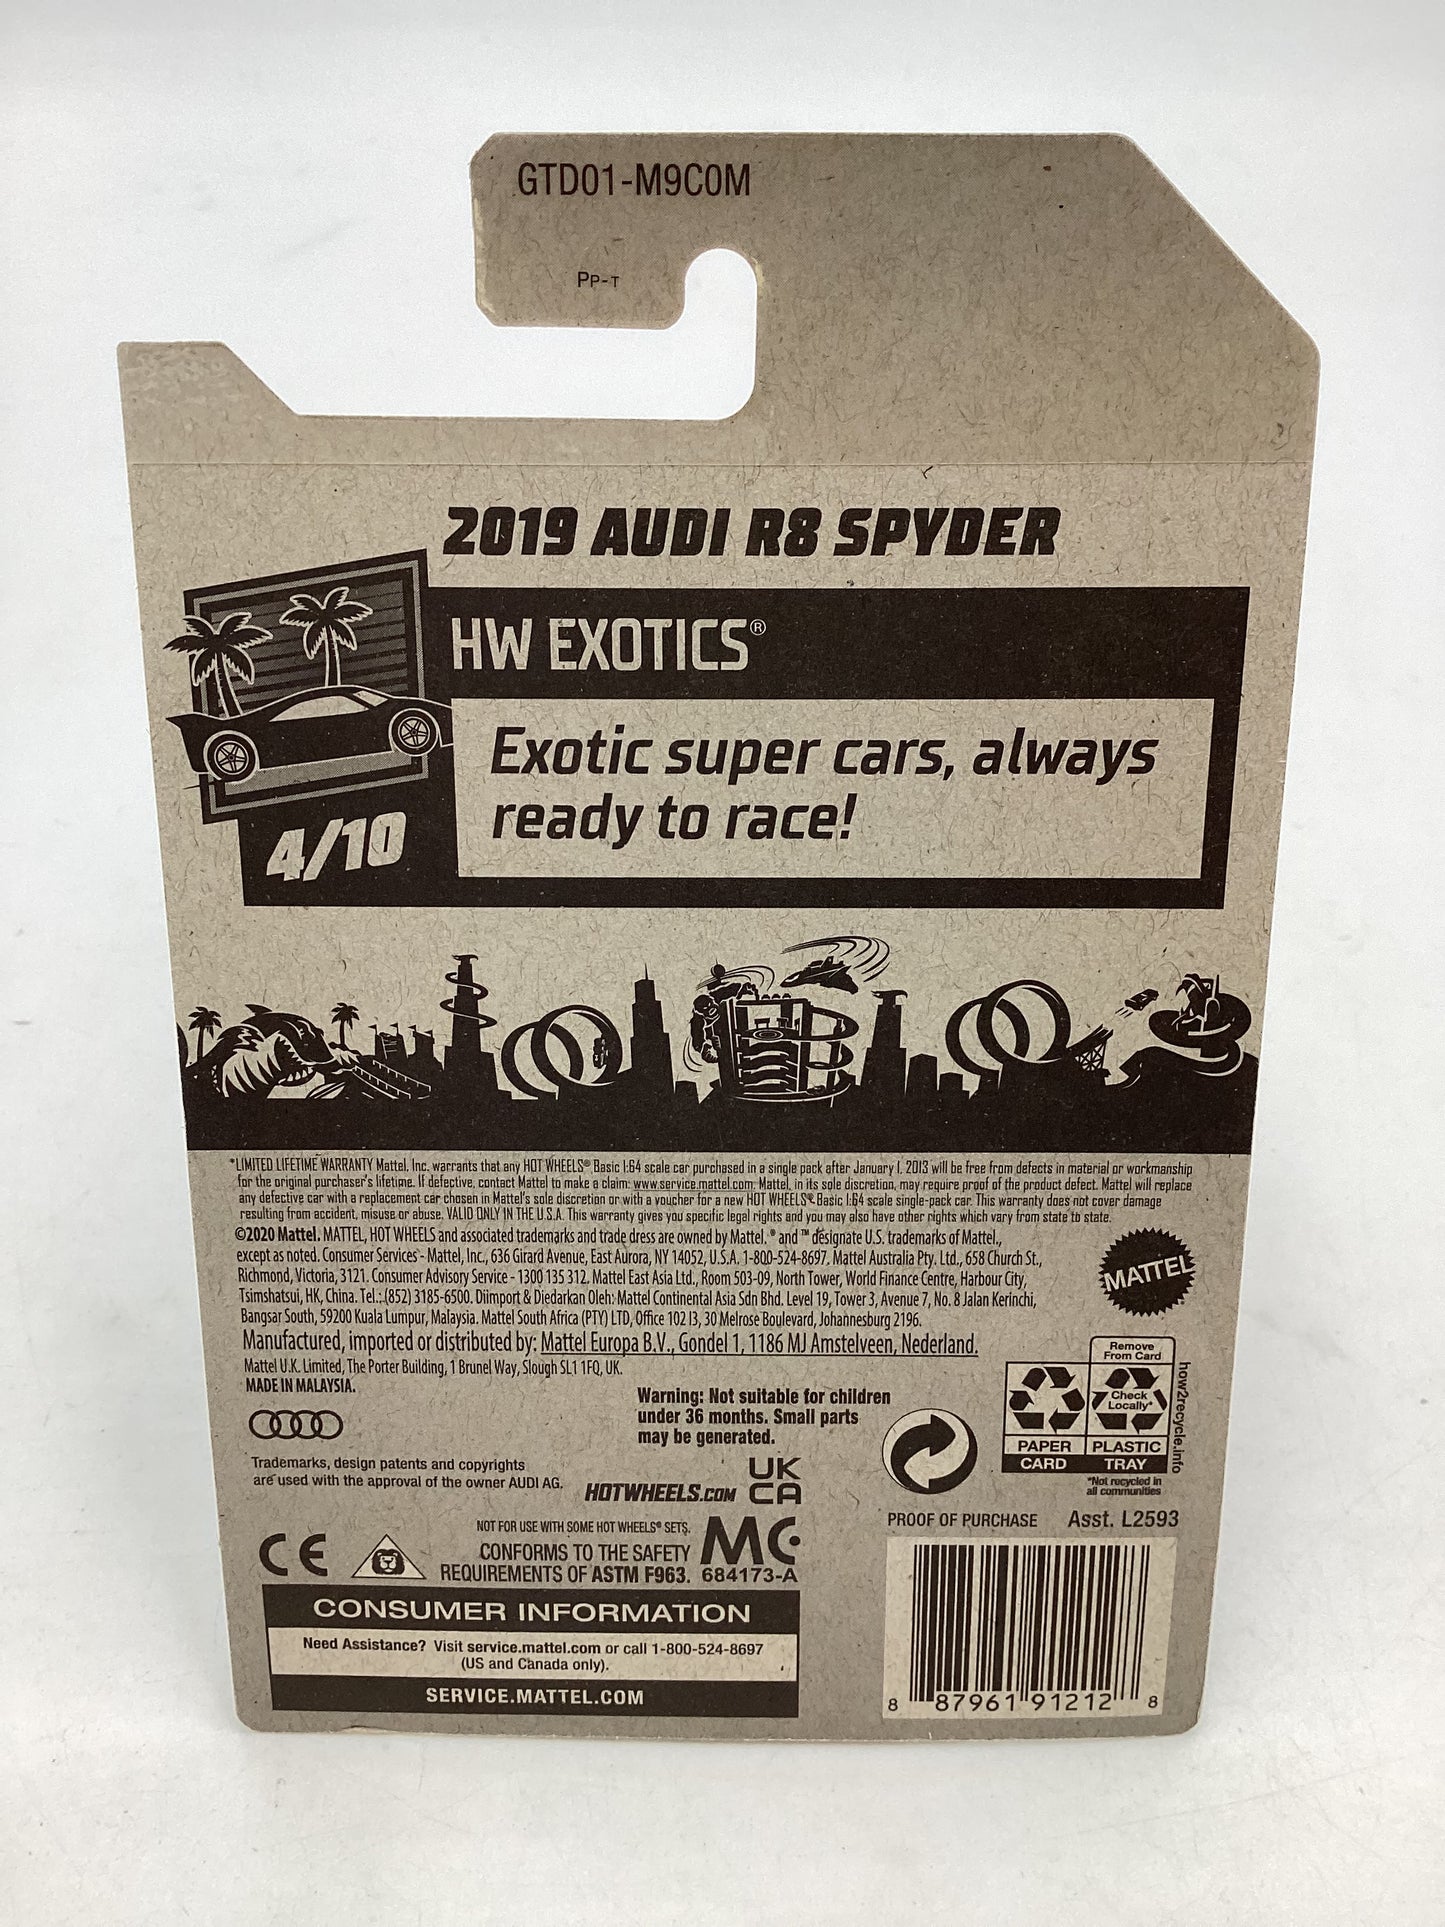 GTD01-M9C0M
PP-T
2019 AUDI R8 SPYDER
HW EXOTICS®
Exotic super cars, always
ready to race!
4/10
*LIMITED LIFETIME WARRANTY Mattel, Inc. warrants that any HOT WHEELS® Basic 1:64 scale car purchased in a single pack after January 1, 2013 will be free from defects in material or workmanship
for the original purchaser's lifetime. If defective, contact Mattel to make a claim: www.service.mattel.com. Mattel, in its sole discretion, may require proof of the product defect. Mattel will replace
any defective car with a replacement car chosen in Mattel's sole discretion or with a voucher for a new HOT WHEELS® Basic 1:64 scale single-pack car. This warranty does not cover damage
resulting from accident, misuse or abuse. VALID ONLY IN THE U.S.A. This warranty gives you specific legal rights and you may also have other rights which vary from state to state.
©2020 Mattel. MATTEL, HOT WHEELS and associated trademarks and trade dress are owned by Mattel. ® and ™ designate U.S. trademarks of Mattel,
except as noted. Consumer Services - Mattel, Inc., 636 Girard Avenue, East Aurora, NY 14052, U.S.A. 1-800-524-8697. Mattel Australia Pty. Ltd., 658 Church St.,
Richmond, Victoria, 3121. Consumer Advisory Service - 1300 135 312. Mattel East Asia Ltd., Room 503-09, North Tower, World Finance Centre, Harbour City,
Tsimshatsui, HK, China. Tel.: (852) 3185-6500. Diimport & Diedarkan Oleh: Mattel Continental Asia Sdn Bhd. Level 19, Tower 3, Avenue 7, No. 8 Jalan Kerinchi,
Bangsar South, 59200 Kuala Lumpur, Malaysia. Mattel South Africa (PTY) LTD, Office 102 I3, 30 Melrose Boulevard, Johannesburg 2196.
Manufactured, imported or distributed by: Mattel Europa B.V., Gondel 1, 1186 MJ Amstelveen, Nederland.
Mattel U.K. Limited, The Porter Building, 1 Brunel Way, Slough SL1 1FQ, UK.
MADE IN MALAYSIA.
MATTEL
Warning: Not suitable for children
under 36 months. Small parts
may be generated.
Remove
From Card
Check
Locally*
PAPER
CARD
PLASTIC
TRAY
how2recycle.info
*Not recycled in
all communities
Trademarks, design patents and copyrights
are used with the approval of the owner AUDI AG.
HOTWHEELS.COM
UK
CA
PROOF OF PURCHASE Asst. L2593
NOT FOR USE WITH SOME HOT WHEELS® SETS.
CE
CONFORMS TO THE SAFETY
REQUIREMENTS OF ASTM F963.
MC
684173-A
CONSUMER INFORMATION
Need Assistance? Visit service.mattel.com or call 1-800-524-8697
(US and Canada only).
SERVICE.MATTEL.COM
8 87961 91212 8